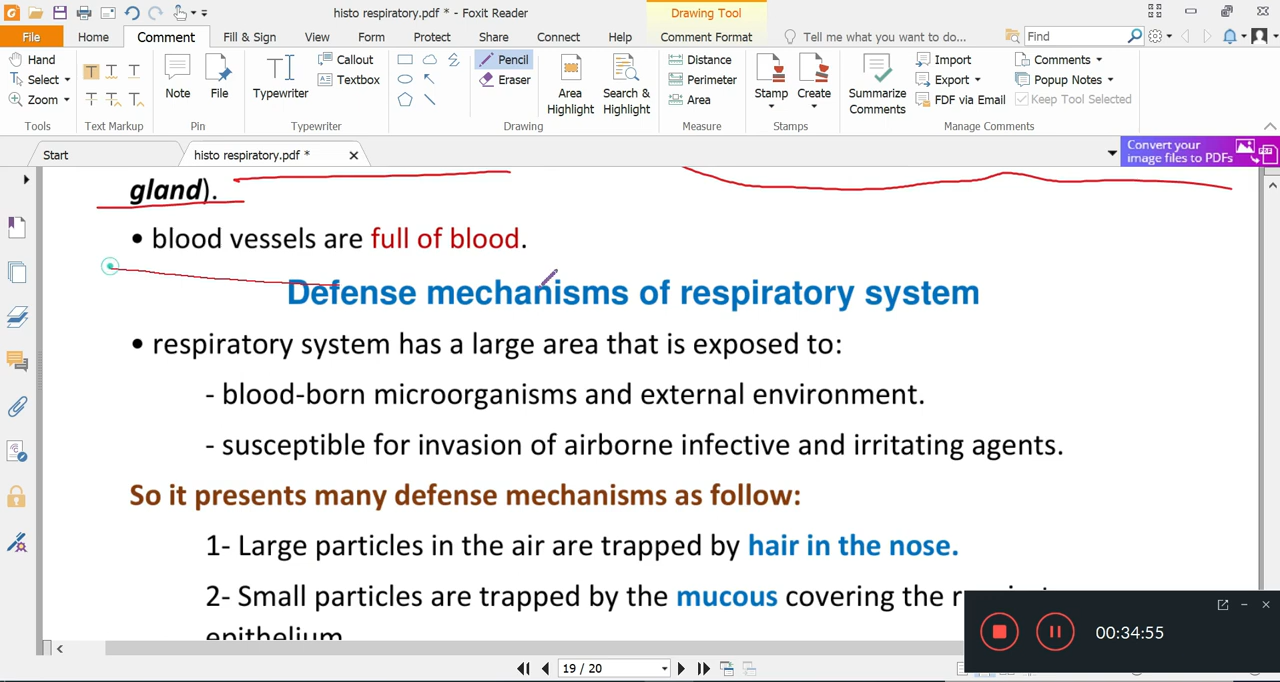 histo respiratory.pdf * - Foxit Reader
Drawing Tool
File Home Comment Fill & Sign View Form Protect Share Connect Help Comment Format Tell me what you want to do... Find
Hand
Select
Zoom
Tools
Text Markup
Note
File
Pin
Typewriter
Callout
Textbox
Typewriter
Pencil
Eraser
Area Highlight
Search & Highlight
Drawing
Distance
Perimeter
Area
Measure
Stamp
Create
Stamps
Summarize Comments
Import
Export
FDF via Email
Comments
Popup Notes
Keep Tool Selected
Manage Comments
Start
histo respiratory.pdf *
Convert your
image files to PDFs
gland).
• blood vessels are full of blood.
Defense mechanisms of respiratory system
• respiratory system has a large area that is exposed to:
- blood-born microorganisms and external environment.
- susceptible for invasion of airborne infective and irritating agents.
So it presents many defense mechanisms as follow:
1- Large particles in the air are trapped by hair in the nose.
2- Small particles are trapped by the mucous covering the
epithelium
00:34:55
19 / 20